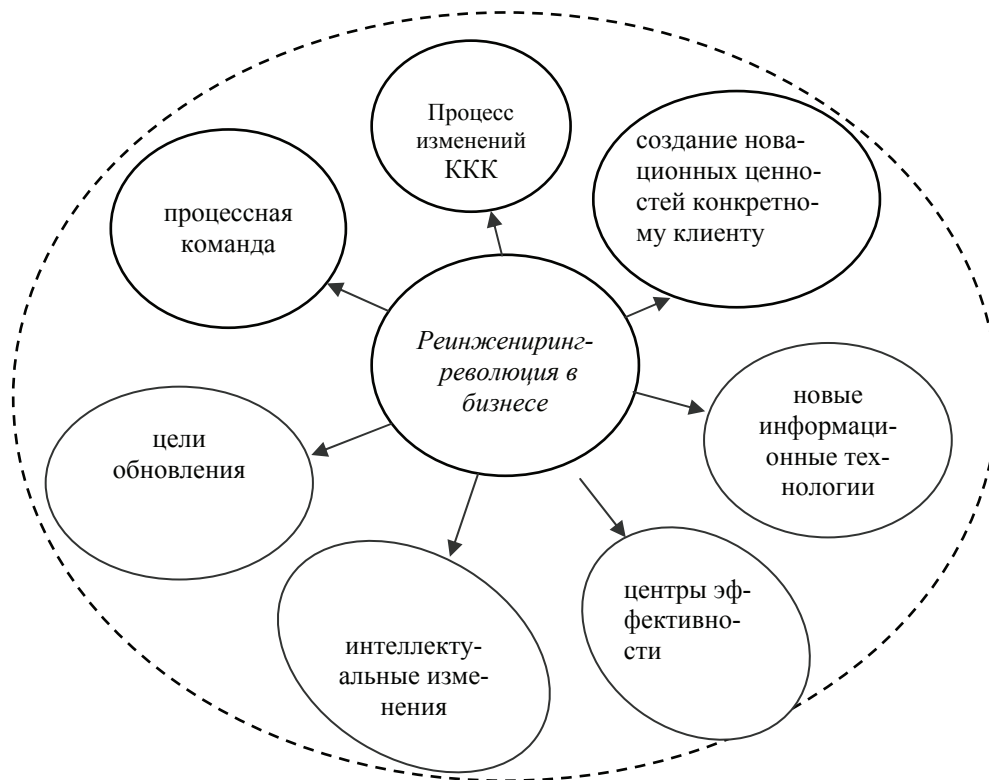 Процесс
изменений
ККК
создание нова-
ционных ценно-
стей конкретно-
му клиенту
процессная
команда
Реинжениринг-
революция в
бизнесе
новые
информаци-
онные тех-
нологии
цели
обновления
центры эф-
фективно-
сти
интеллекту-
альные изме-
нения